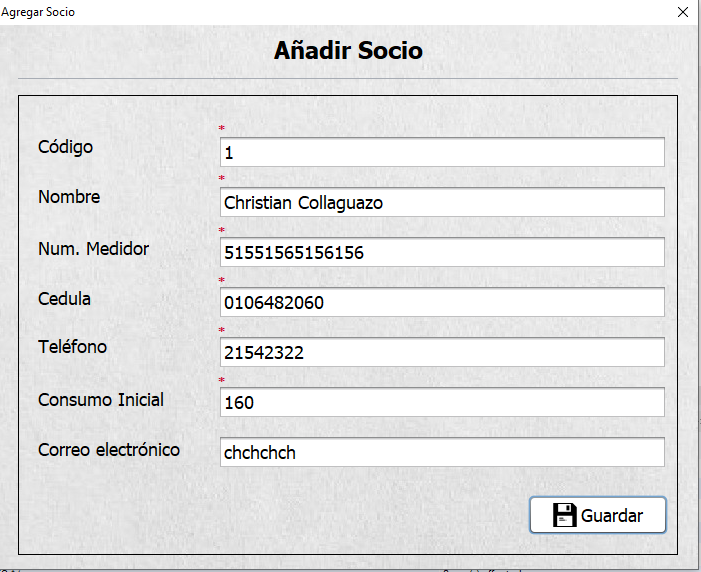 Agregar Socio
Añadir Socio
*
Código
1
*
Nombre
Christian Collaguazo
*
Num. Medidor
51551565156156
*
Cedula
0106482060
*
Teléfono
21542322
*
Consumo Inicial
160
Correo electrónico
chchchch
Guardar